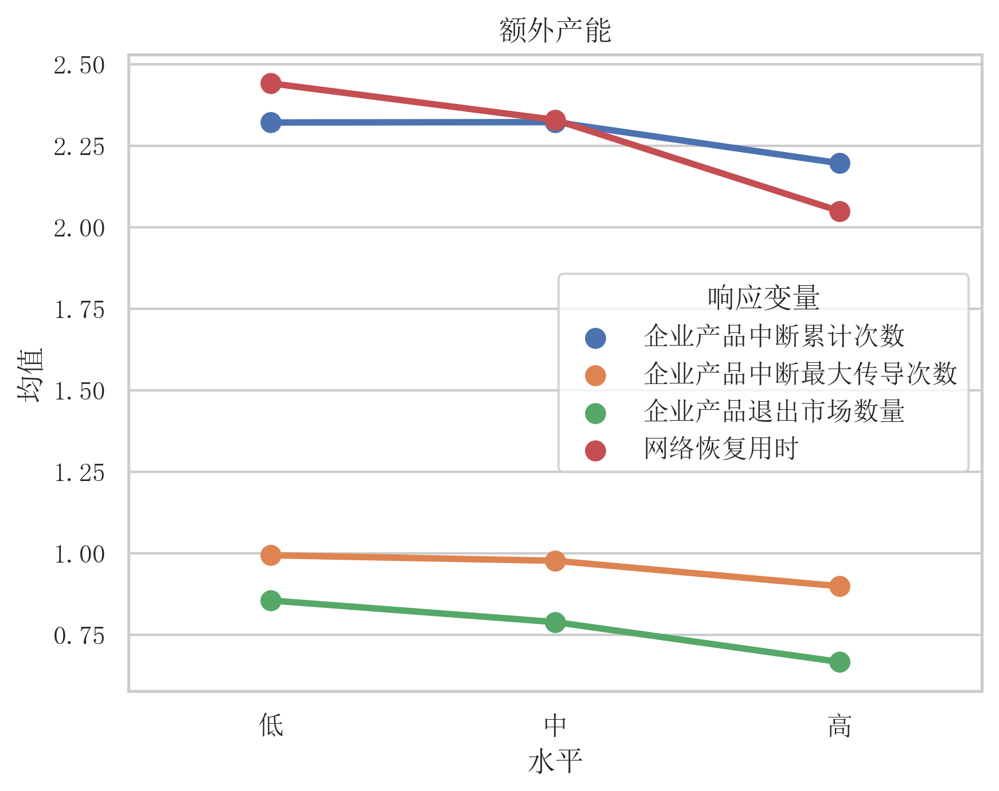 额外产能
2.50
2.25
2.00
1.75
1.50
1.25
1.00
0.75
均值
响应变量
企业产品中断累计次数
企业产品中断最大传导次数
企业产品退出市场数量
网络恢复用时
低
中
高
水平